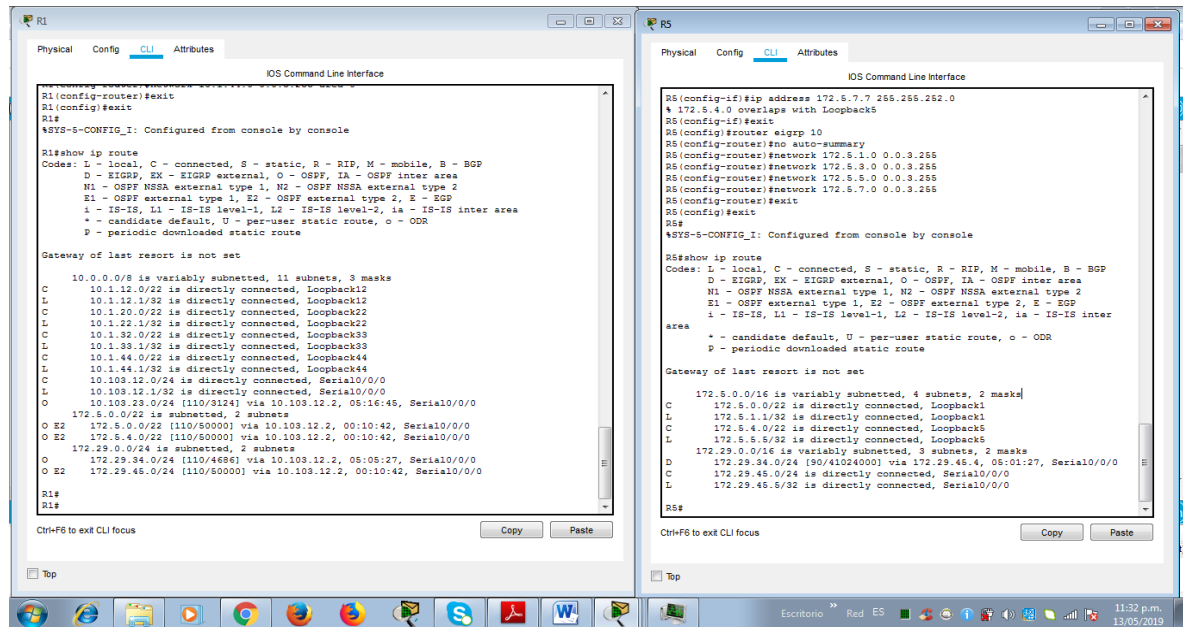 R1
Physical Config CLI Attributes
IOS Command Line Interface
R1(config-router)#exit
R1(config)#exit
R1#
%SYS-5-CONFIG_I: Configured from console by console
R1#show ip route
Codes: L - local, C - connected, S - static, R - RIP, M - mobile, B - BGP
D - EIGRP, EX - EIGRP external, O - OSPF, IA - OSPF inter area
N1 - OSPF NSSA external type 1, N2 - OSPF NSSA external type 2
E1 - OSPF external type 1, E2 - OSPF external type 2, E - EGP
i - IS-IS, L1 - IS-IS level-1, L2 - IS-IS level-2, ia - IS-IS inter area
* - candidate default, U - per-user static route, o - ODR
P - periodic downloaded static route
Gateway of last resort is not set
10.0.0.0/8 is variably subnetted, 11 subnets, 3 masks
C 10.1.12.0/22 is directly connected, Loopback12
L 10.1.12.1/32 is directly connected, Loopback12
C 10.1.20.0/22 is directly connected, Loopback22
L 10.1.22.1/32 is directly connected, Loopback22
C 10.1.32.0/22 is directly connected, Loopback33
L 10.1.33.1/32 is directly connected, Loopback33
C 10.1.44.0/22 is directly connected, Loopback44
L 10.1.44.1/32 is directly connected, Loopback44
C 10.103.12.0/24 is directly connected, Serial0/0/0
L 10.103.12.1/32 is directly connected, Serial0/0/0
O 10.103.23.0/24 [110/3124] via 10.103.12.2, 05:16:45, Serial0/0/0
172.5.0.0/22 is subnetted, 2 subnets
O E2 172.5.0.0/22 [110/50000] via 10.103.12.2, 00:10:42, Serial0/0/0
O E2 172.5.4.0/22 [110/50000] via 10.103.12.2, 00:10:42, Serial0/0/0
172.29.0.0/24 is subnetted, 2 subnets
O 172.29.34.0/24 [110/4686] via 10.103.12.2, 05:05:27, Serial0/0/0
O E2 172.29.45.0/24 [110/50000] via 10.103.12.2, 00:10:42, Serial0/0/0
R1#
R1#
Ctrl+F6 to exit CLI focus
Copy Paste
Top
R5
Physical Config CLI Attributes
IOS Command Line Interface
R5(config-if)#ip address 172.5.7.7 255.255.252.0
% 172.5.4.0 overlaps with Loopback5
R5(config-if)#exit
R5(config)#router eigrp 10
R5(config-router)#no auto-summary
R5(config-router)#network 172.5.1.0 0.0.3.255
R5(config-router)#network 172.5.3.0 0.0.3.255
R5(config-router)#network 172.5.5.0 0.0.3.255
R5(config-router)#network 172.5.7.0 0.0.3.255
R5(config-router)#exit
R5(config)#exit
R5#
%SYS-5-CONFIG_I: Configured from console by console
R5#show ip route
Codes: L - local, C - connected, S - static, R - RIP, M - mobile, B - BGP
D - EIGRP, EX - EIGRP external, O - OSPF, IA - OSPF inter area
N1 - OSPF NSSA external type 1, N2 - OSPF NSSA external type 2
E1 - OSPF external type 1, E2 - OSPF external type 2, E - EGP
i - IS-IS, L1 - IS-IS level-1, L2 - IS-IS level-2, ia - IS-IS inter
area
* - candidate default, U - per-user static route, o - ODR
P - periodic downloaded static route
Gateway of last resort is not set
172.5.0.0/16 is variably subnetted, 4 subnets, 2 masks
C 172.5.0.0/22 is directly connected, Loopback1
L 172.5.1.1/32 is directly connected, Loopback1
C 172.5.4.0/22 is directly connected, Loopback5
L 172.5.5.5/32 is directly connected, Loopback5
172.29.0.0/16 is variably subnetted, 3 subnets, 2 masks
D 172.29.34.0/24 [90/41024000] via 172.29.45.4, 05:01:27, Serial0/0/0
C 172.29.45.0/24 is directly connected, Serial0/0/0
L 172.29.45.5/32 is directly connected, Serial0/0/0
R5#
Ctrl+F6 to exit CLI focus
Copy Paste
Top
Escritorio » Red ES 11:32 p.m.
13/05/2019